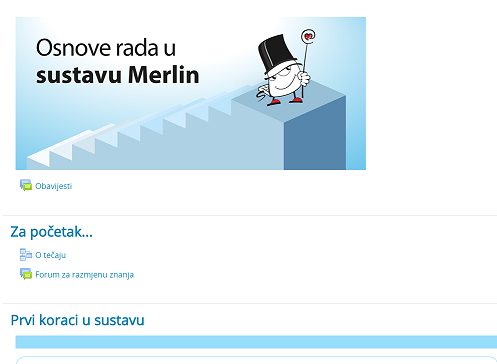 Osnove rada u
sustavu Merlin
Obavijesti
Za početak...
O tečaju
Forum za razmjenu znanja
Prvi koraci u sustavu